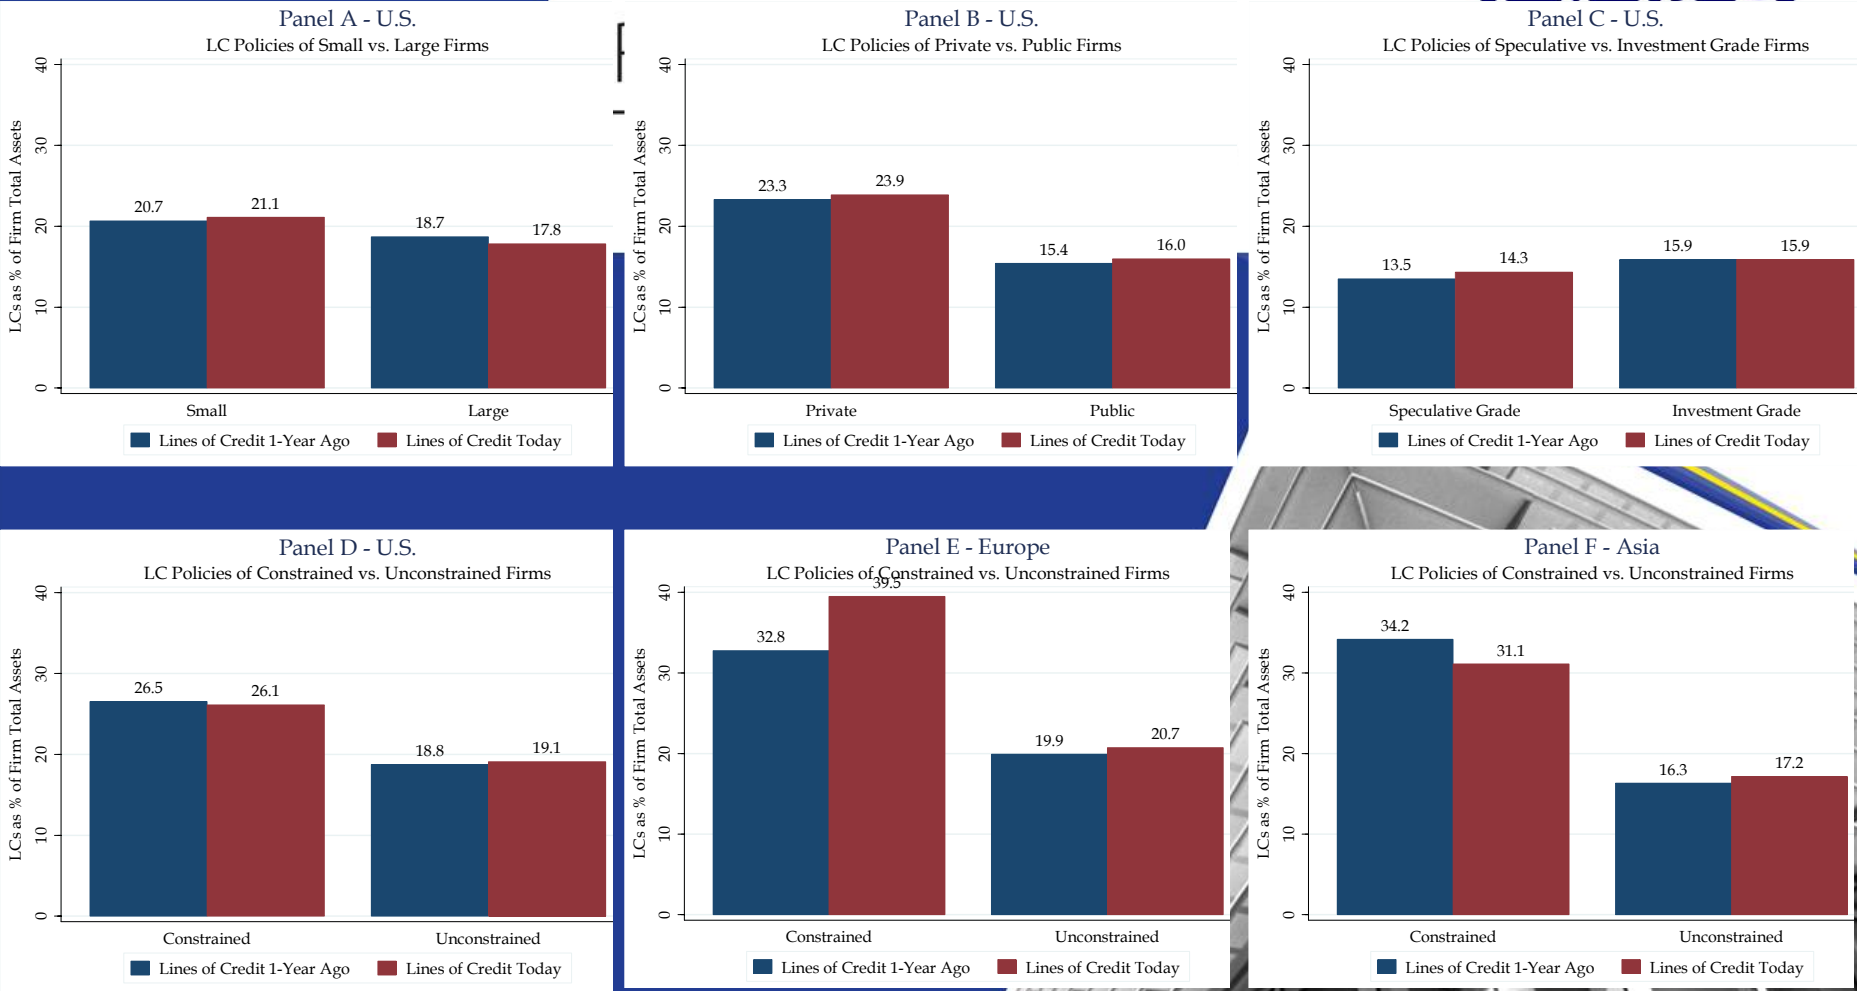 Panel A - U.S.
LC Policies of Small vs. Large Firms
LCs as % of Firm Total Assets
40
30
20
10
0
20.7
21.1
18.7
17.8
Small
Large
Lines of Credit 1-Year Ago
Lines of Credit Today
Panel B - U.S.
LC Policies of Private vs. Public Firms
LCs as % of Firm Total Assets
40
30
20
10
0
23.3
23.9
15.4
16.0
Private
Public
Lines of Credit 1-Year Ago
Lines of Credit Today
Panel C - U.S.
LC Policies of Speculative vs. Investment Grade Firms
LCs as % of Firm Total Assets
40
30
20
10
0
13.5
14.3
15.9
15.9
Speculative Grade
Investment Grade
Lines of Credit 1-Year Ago
Lines of Credit Today
Panel D - U.S.
LC Policies of Constrained vs. Unconstrained Firms
LCs as % of Firm Total Assets
40
30
20
10
0
26.5
26.1
18.8
19.1
Constrained
Unconstrained
Lines of Credit 1-Year Ago
Lines of Credit Today
Panel E - Europe
LC Policies of Constrained vs. Unconstrained Firms
LCs as % of Firm Total Assets
40
30
20
10
0
32.8
39.5
19.9
20.7
Constrained
Unconstrained
Lines of Credit 1-Year Ago
Lines of Credit Today
Panel F - Asia
LC Policies of Constrained vs. Unconstrained Firms
LCs as % of Firm Total Assets
40
30
20
10
0
34.2
31.1
16.3
17.2
Constrained
Unconstrained
Lines of Credit 1-Year Ago
Lines of Credit Today